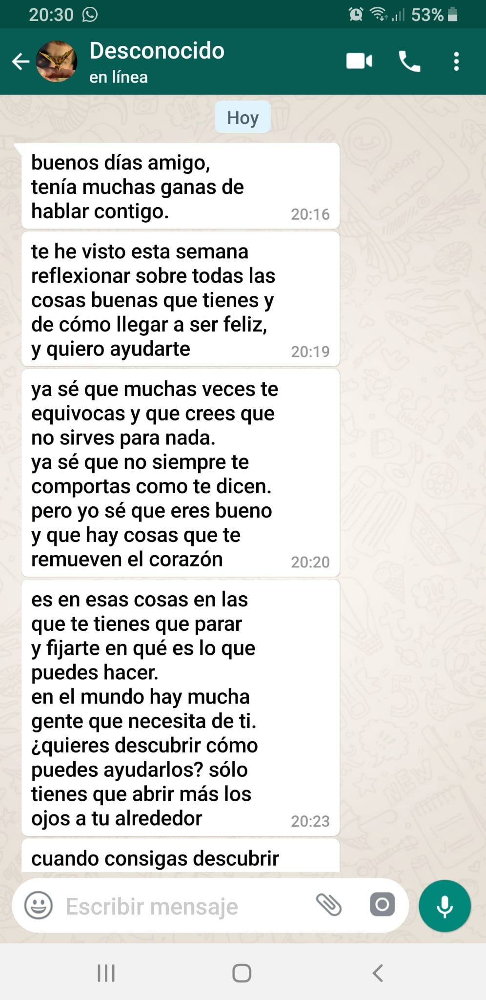 20:30
53%
Desconocido
en línea
Hoy
buenos días amigo,
tenía muchas ganas de
hablar contigo.
20:16
te he visto esta semana
reflexionar sobre todas las
cosas buenas que tienes y
de cómo llegar a ser feliz,
y quiero ayudarte
20:19
ya sé que muchas veces te
equivocas y que crees que
no sirves para nada.
ya sé que no siempre te
comportas como te dicen.
pero yo sé que eres bueno
y que hay cosas que te
remueven el corazón
20:20
es en esas cosas en las
que te tienes que parar
y fijarte en qué es lo que
puedes hacer.
en el mundo hay mucha
gente que necesita de ti.
¿quieres descubrir cómo
puedes ayudarlos? sólo
tienes que abrir más los
ojos a tu alrededor
20:23
cuando consigas descubrir
Escribir mensaje